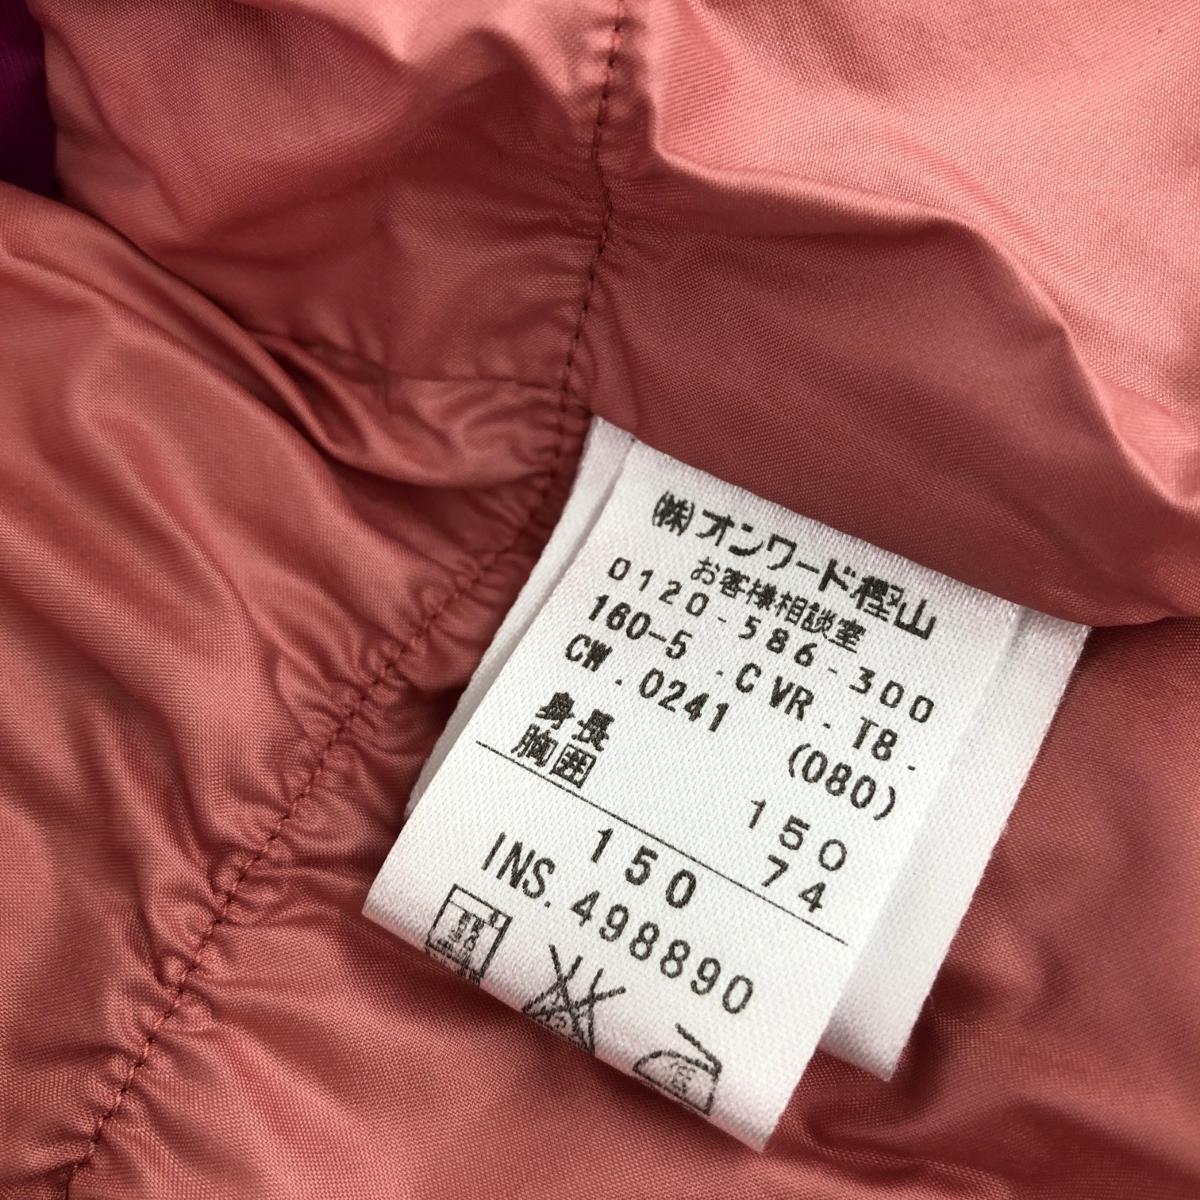 (株)オンワード樫山
お客様相談室
0120-586-300
160-5 .CVR.T8.
CW.0241 (080)
身長 150
胸囲 74
150
INS.498890